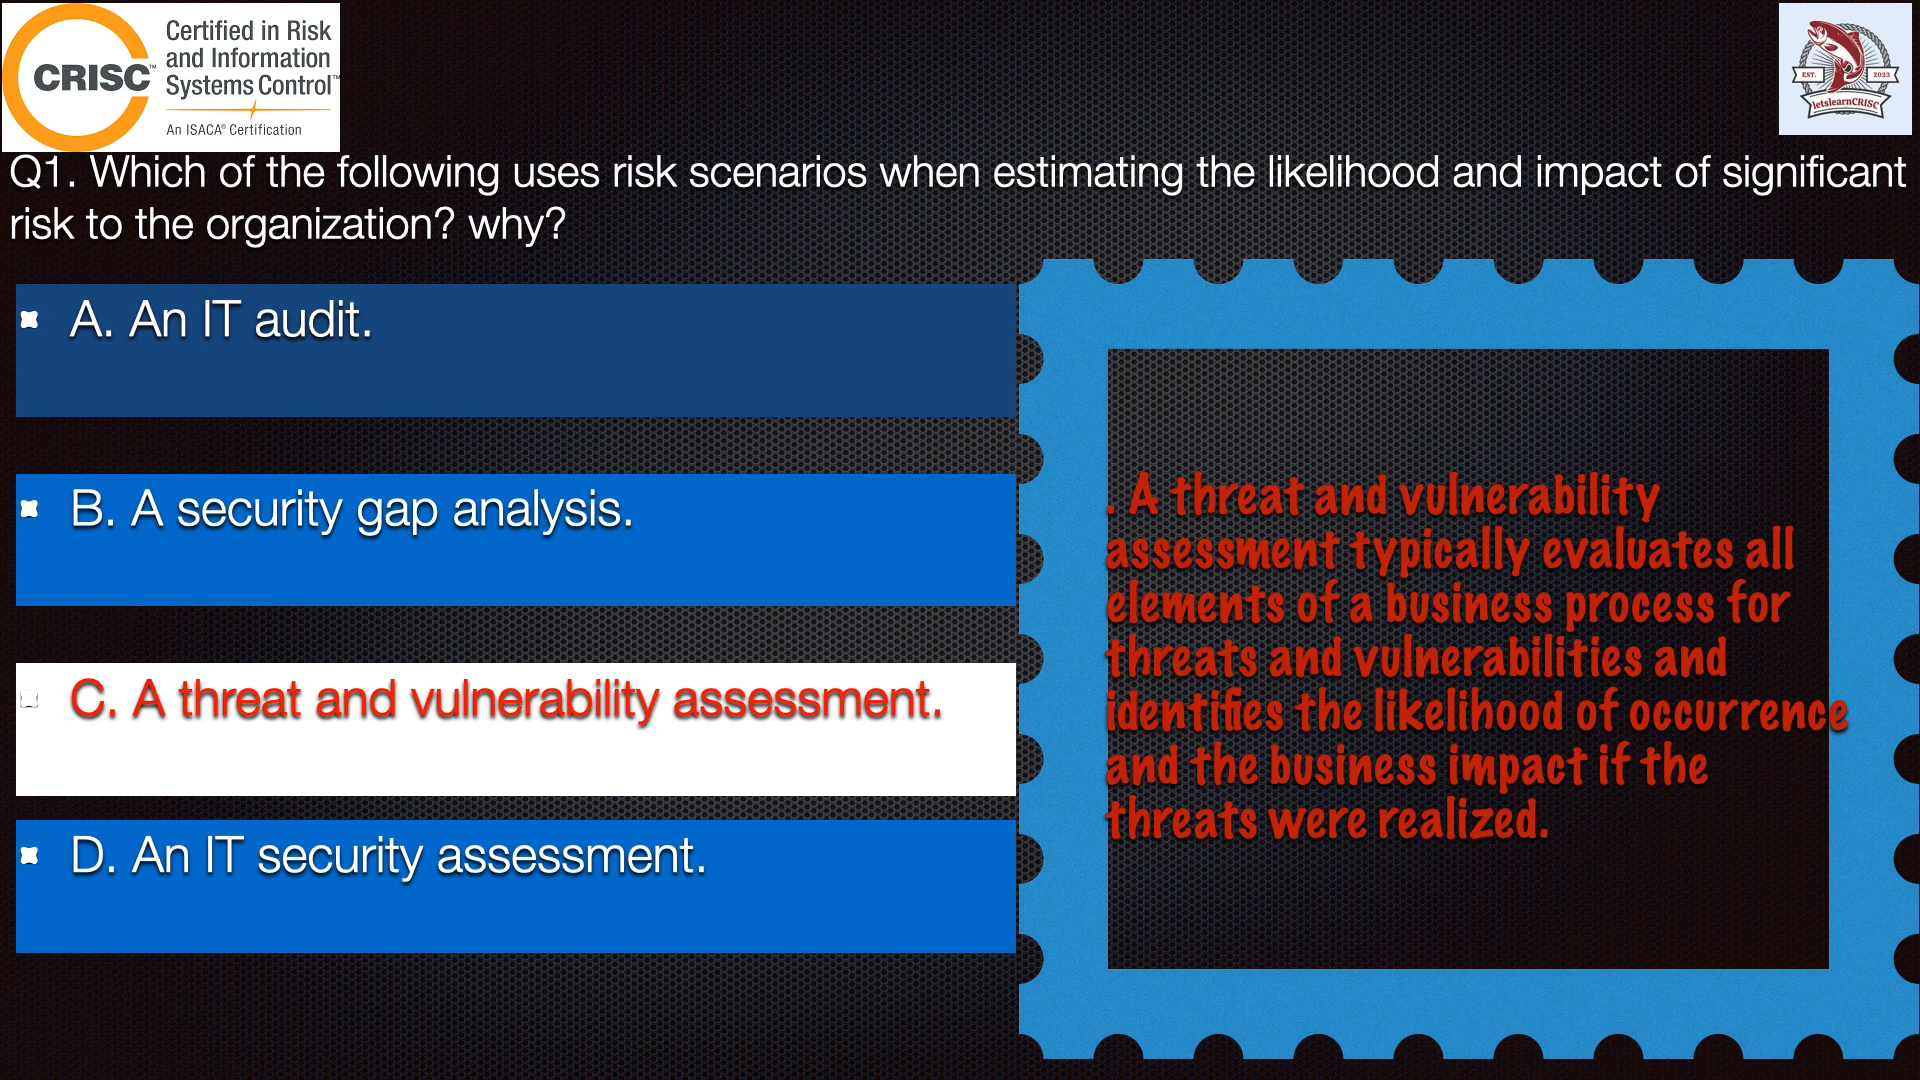 CRISC™
Certified in Risk
and Information
Systems Control™
An ISACA® Certification
EST. 2023
letslearnCRISC
Q1. Which of the following uses risk scenarios when estimating the likelihood and impact of significant
risk to the organization? why?
A. An IT audit.
B. A security gap analysis.
C. A threat and vulnerability assessment.
D. An IT security assessment.
. A threat and vulnerability
assessment typically evaluates all
elements of a business process for
threats and vulnerabilities and
identifies the likelihood of occurrence
and the business impact if the
threats were realized.